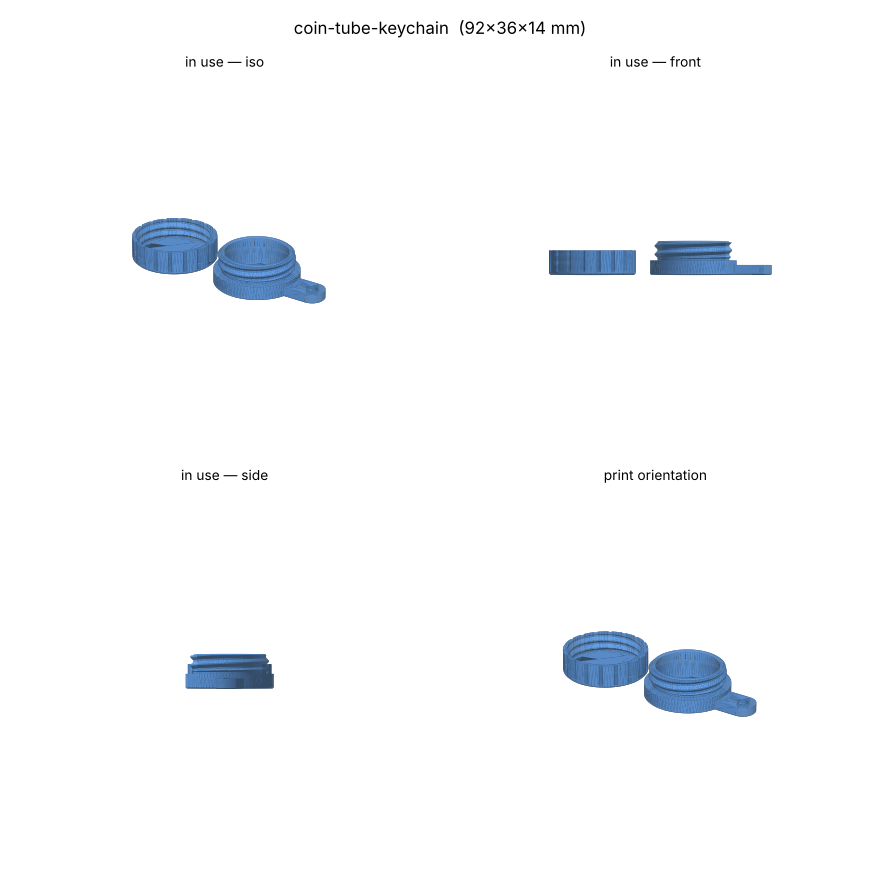 coin-tube-keychain (92×36×14 mm)
in use — iso
in use — front
in use — side
print orientation